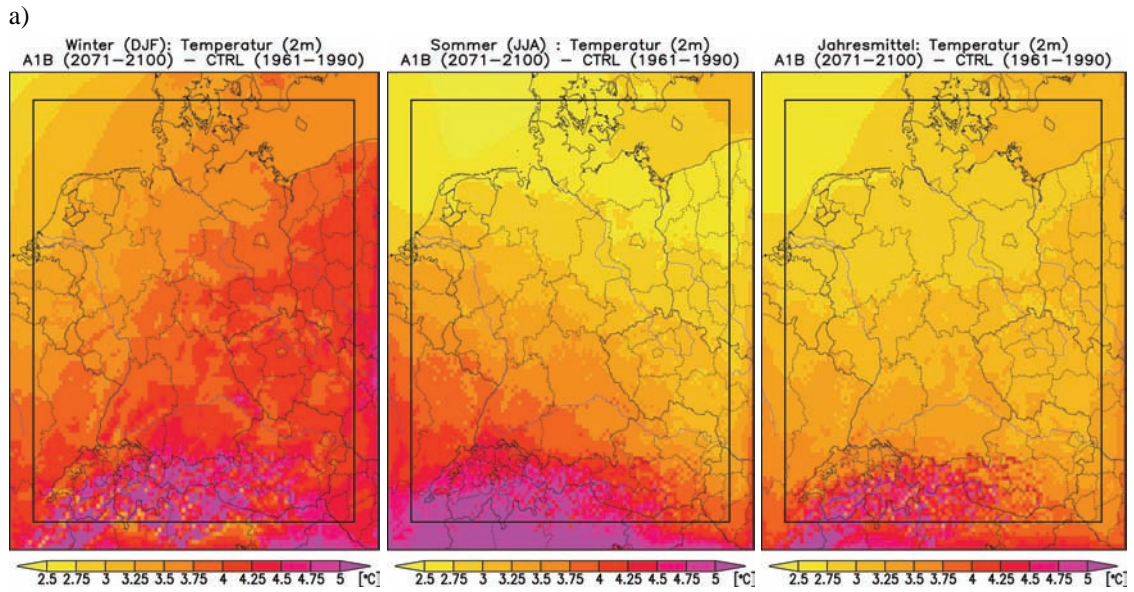 a)
Winter (DJF): Temperatur (2m)
A1B (2071−2100) − CTRL (1961−1990)
Sommer (JJA) : Temperatur (2m)
A1B (2071−2100) − CTRL (1961−1990)
Jahresmittel: Temperatur (2m)
A1B (2071−2100) − CTRL (1961−1990)
2.5 2.75 3 3.25 3.5 3.75 4 4.25 4.5 4.75 5 [°C]
2.5 2.75 3 3.25 3.5 3.75 4 4.25 4.5 4.75 5 [°C]
2.5 2.75 3 3.25 3.5 3.75 4 4.25 4.5 4.75 5 [°C]